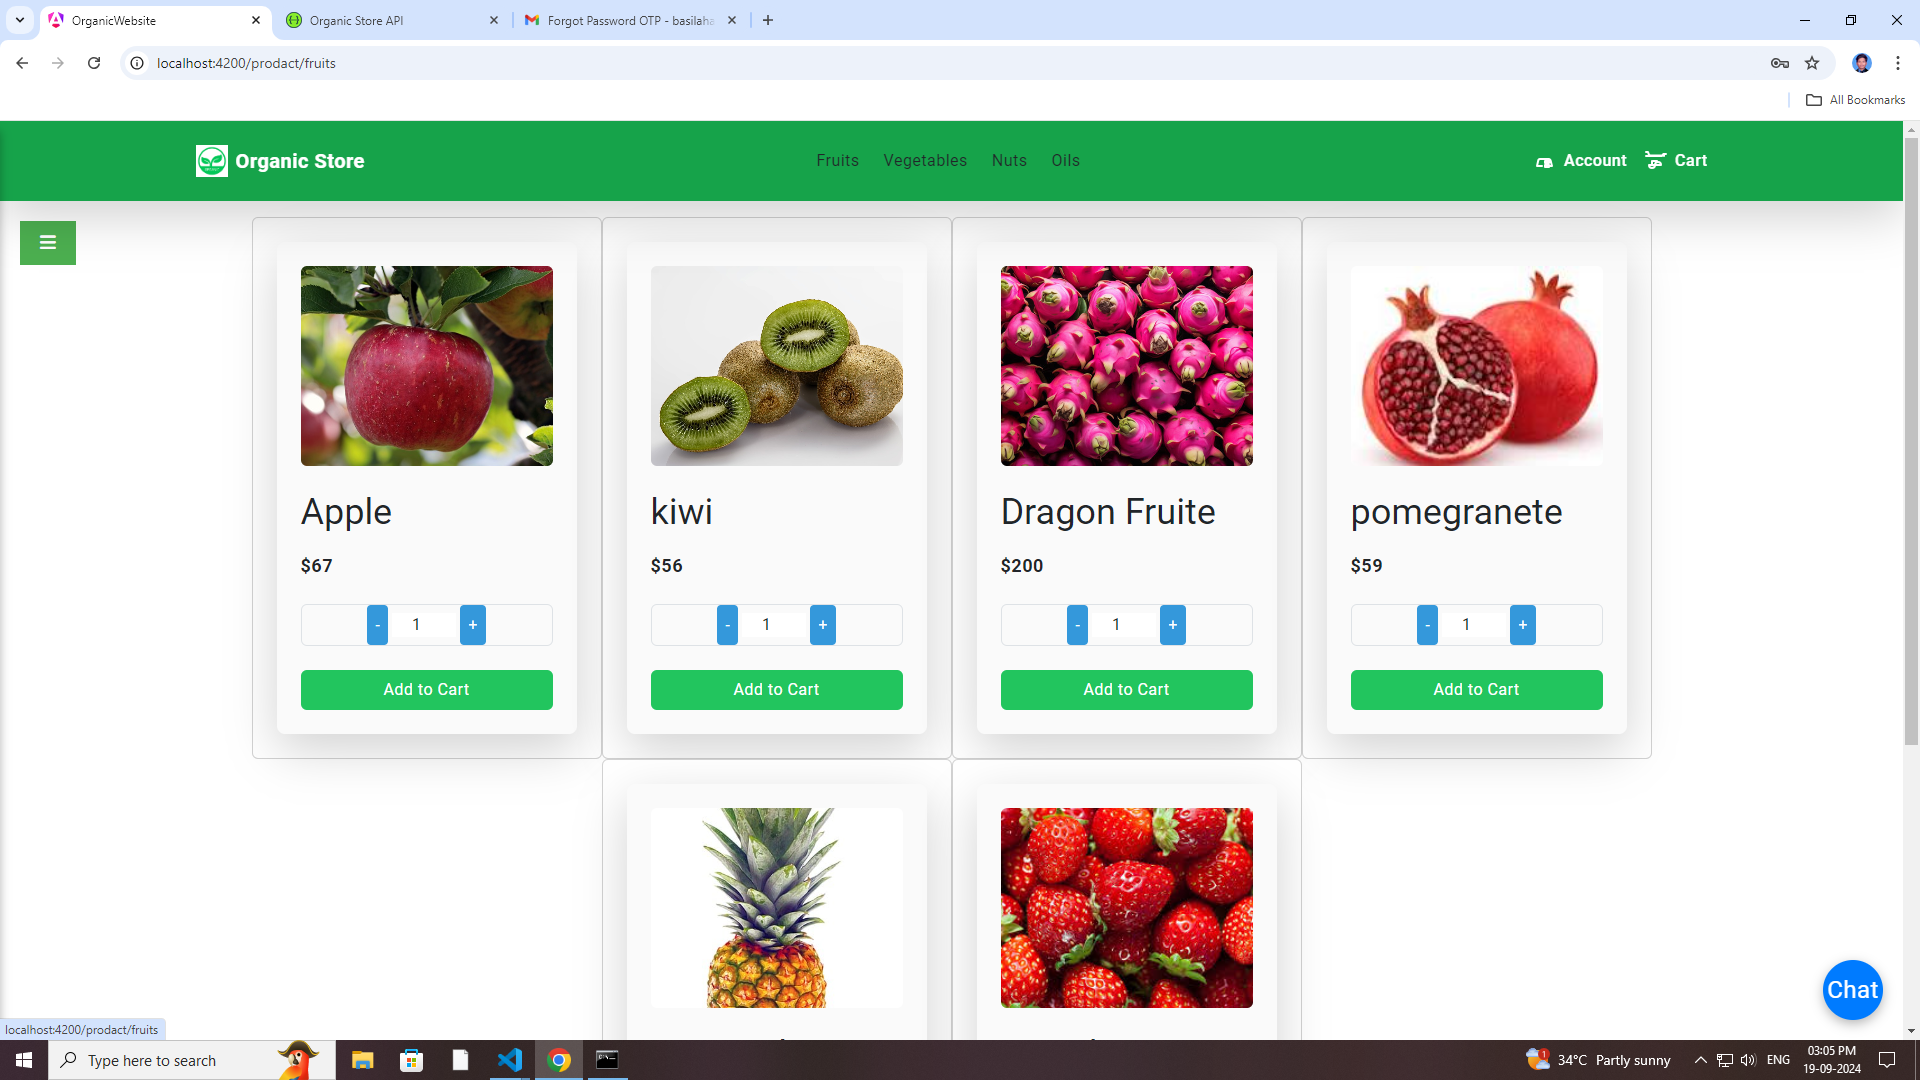 OrganicWebsite
Organic Store API
Forgot Password OTP - basilaha
localhost:4200/prodact/fruits
All Bookmarks
Organic Store
Fruits Vegetables Nuts Oils
Account Cart
Apple
$67
- 1 +
Add to Cart
kiwi
$56
- 1 +
Add to Cart
Dragon Fruite
$200
- 1 +
Add to Cart
pomegranete
$59
- 1 +
Add to Cart
Chat
localhost:4200/prodact/fruits
Type here to search
1
34°C Partly sunny
ENG
03:05 PM
19-09-2024